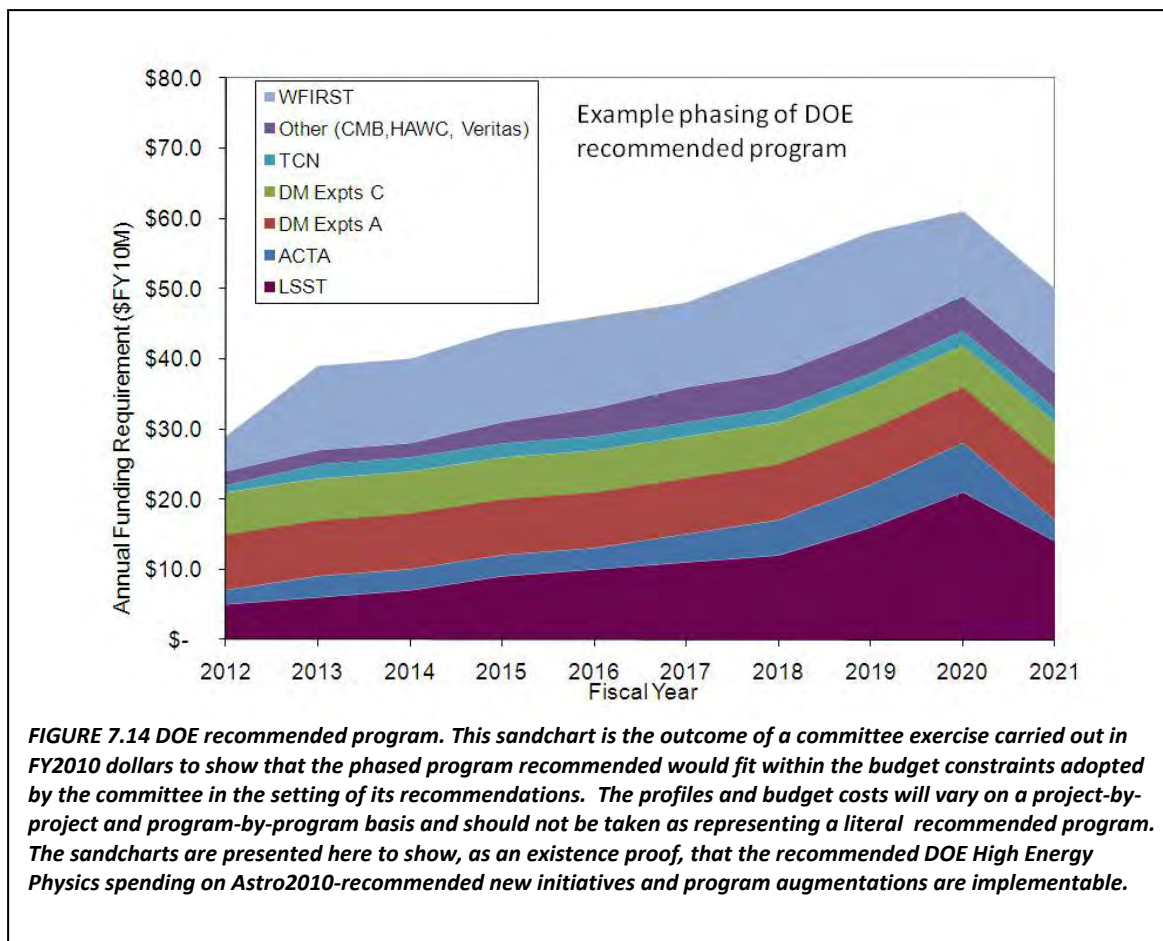 $80.0
$70.0
$60.0
$50.0
$40.0
$30.0
$20.0
$10.0
$-
Annual Funding Requirement ($FY10M)
WFIRST
Other (CMB,HAWC, Veritas)
TCN
DM Expts C
DM Expts A
ACTA
LSST
Example phasing of DOE
recommended program
2012 2013 2014 2015 2016 2017 2018 2019 2020 2021
Fiscal Year
FIGURE 7.14 DOE recommended program. This sandchart is the outcome of a committee exercise carried out in
FY2010 dollars to show that the phased program recommended would fit within the budget constraints adopted
by the committee in the setting of its recommendations. The profiles and budget costs will vary on a project-by-
project and program-by-program basis and should not be taken as representing a literal recommended program.
The sandcharts are presented here to show, as an existence proof, that the recommended DOE High Energy
Physics spending on Astro2010-recommended new initiatives and program augmentations are implementable.